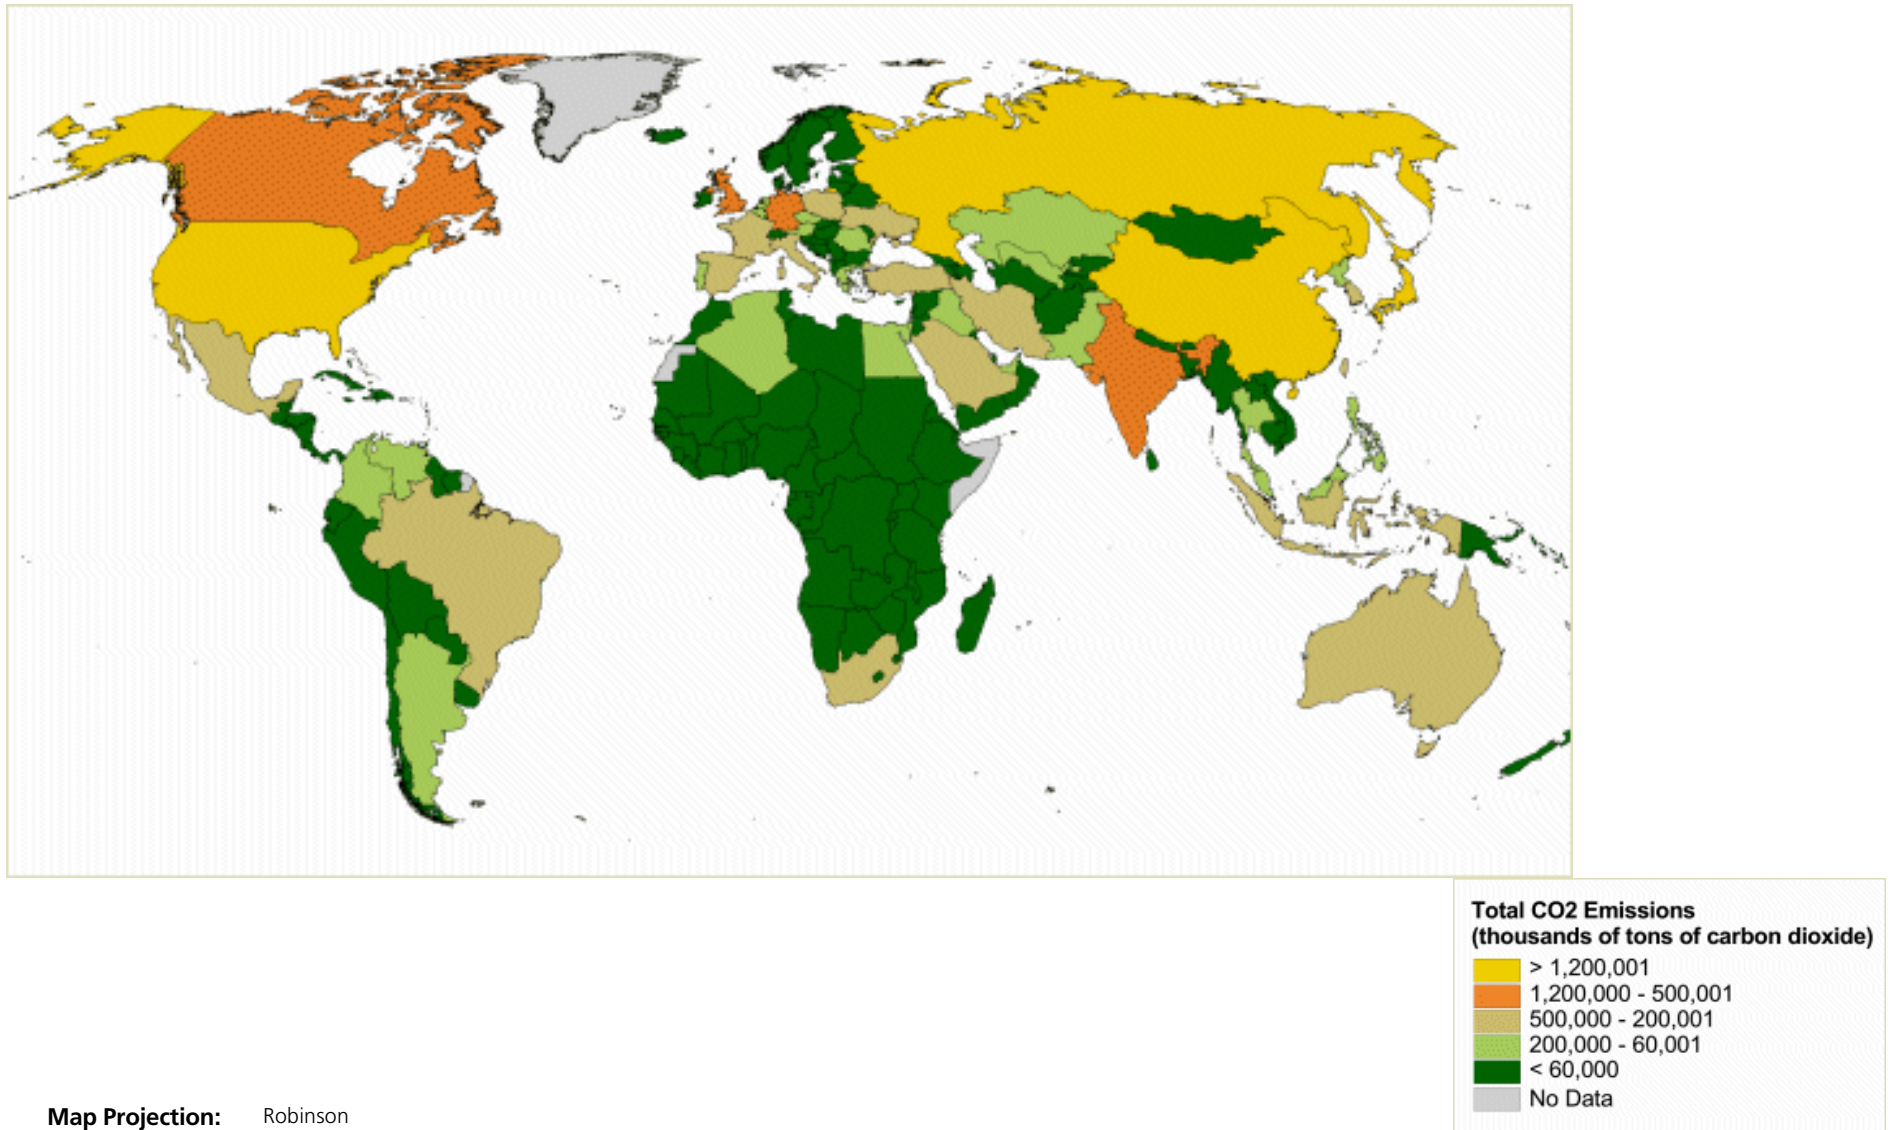 Total CO2 Emissions
(thousands of tons of carbon dioxide)
> 1,200,001
1,200,000 - 500,001
500,000 - 200,001
200,000 - 60,001
< 60,000
No Data
Map Projection: Robinson